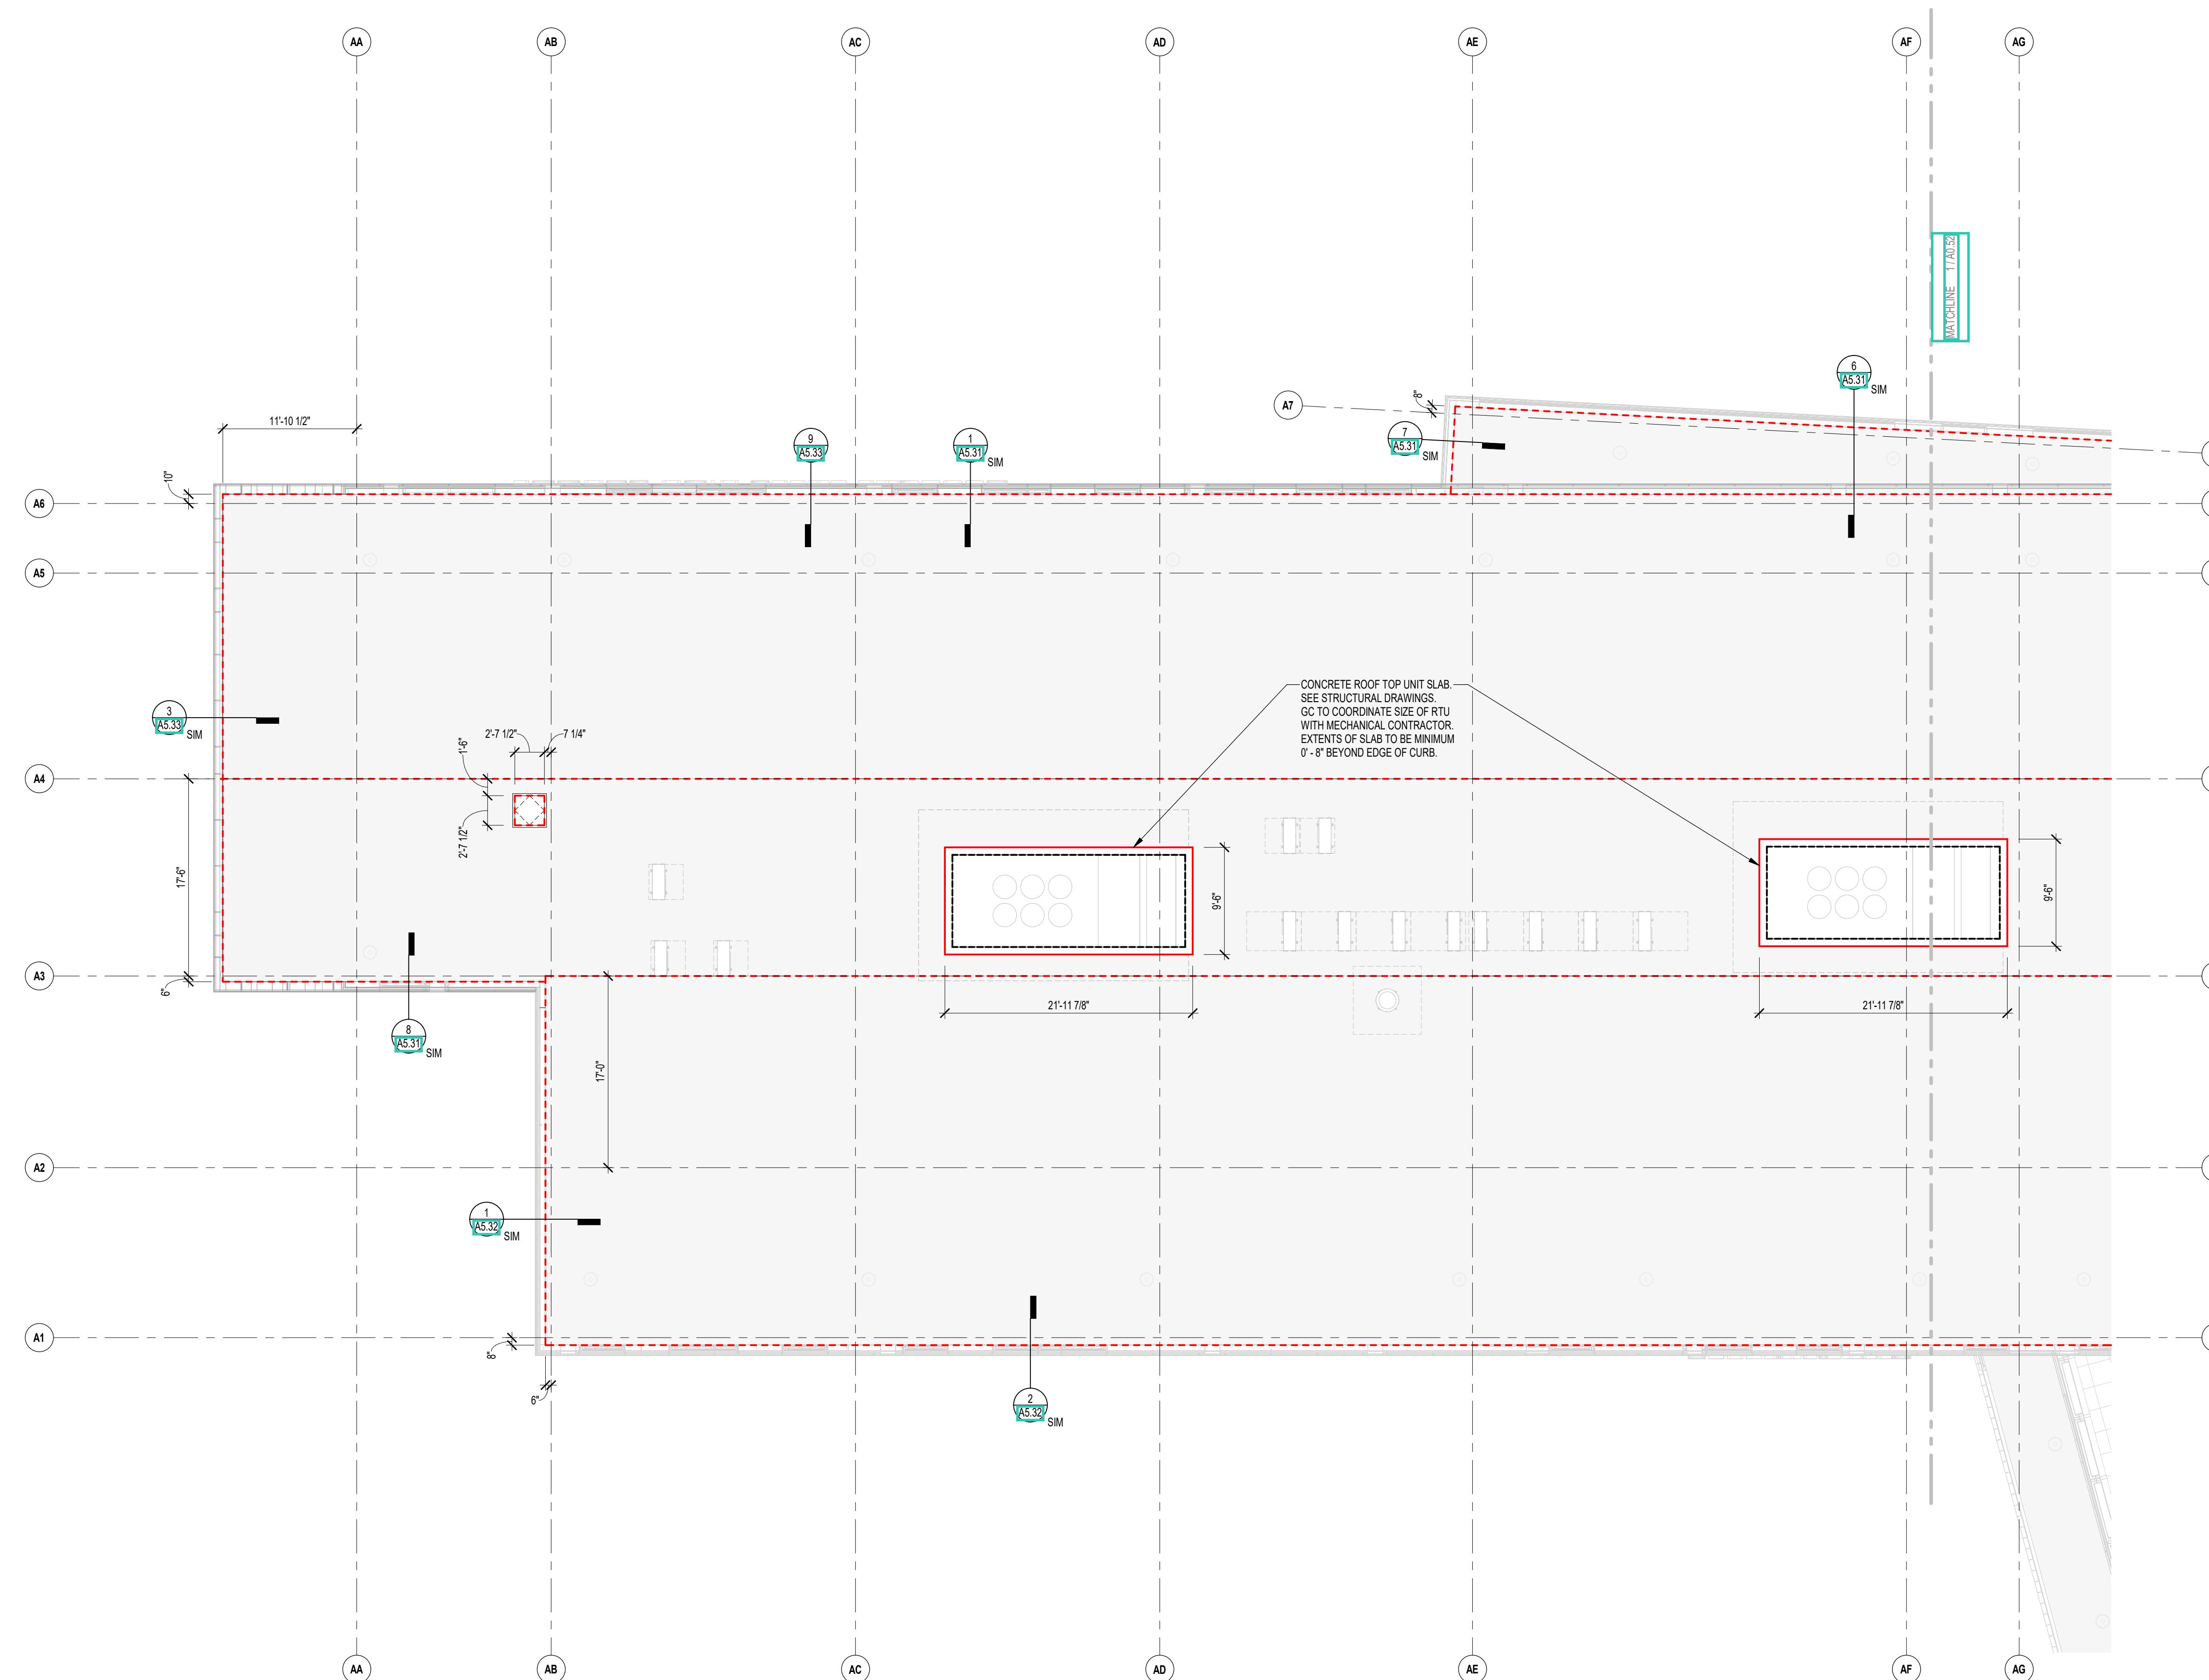 AA
AB
AC
AD
AE
AF
AG
MATCHLINE 1 / A0.52
6
A5.31
SIM
A7
8"
7
A5.31
SIM
11'-10 1/2"
9
A5.33
1
A5.31
SIM
10"
A6
A5
CONCRETE ROOF TOP UNIT SLAB.
SEE STRUCTURAL DRAWINGS.
GC TO COORDINATE SIZE OF RTU
WITH MECHANICAL CONTRACTOR.
EXTENTS OF SLAB TO BE MINIMUM
0' - 8" BEYOND EDGE OF CURB.
3
A5.33
SIM
2'-7 1/2"
7 1/4"
1'-6"
A4
2'-7 1/2"
17'-6"
9'-6"
9'-6"
A3
6"
21'-11 7/8"
21'-11 7/8"
8
A5.31
SIM
17'-0"
A2
1
A5.32
SIM
A1
8"
6"
2
A5.32
SIM
AA
AB
AC
AD
AE
AF
AG